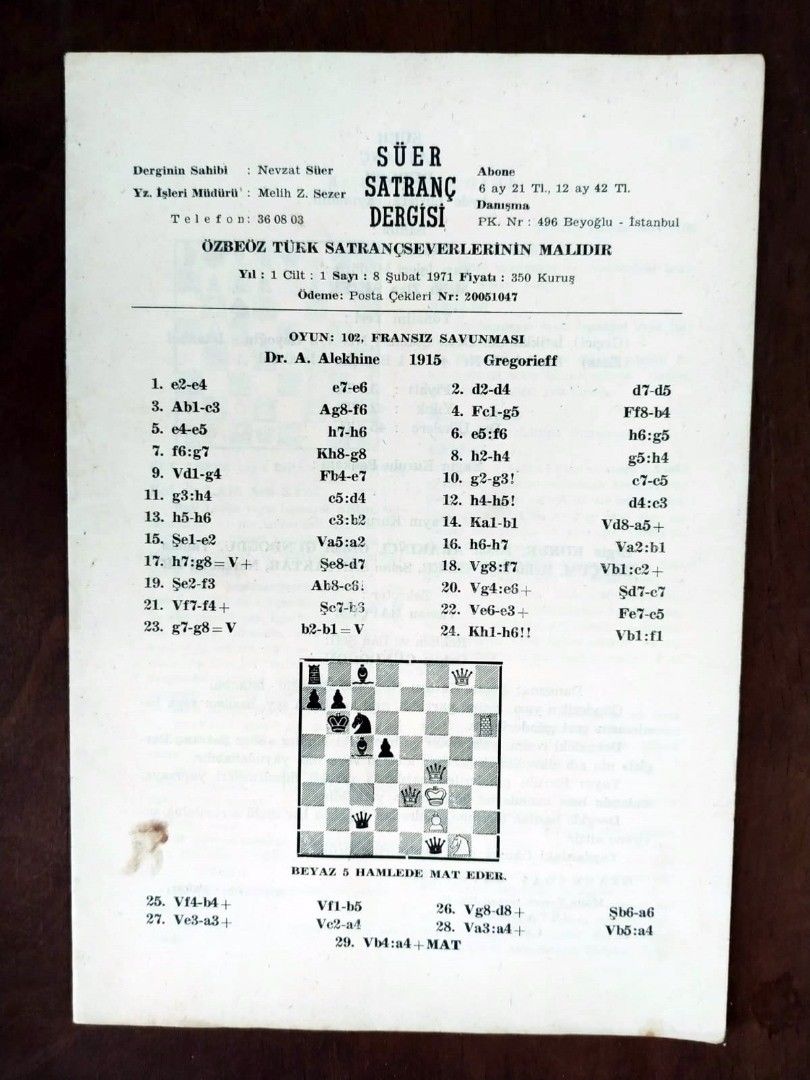 SÜER
SATRANÇ
DERGİSİ
Derginin Sahibi : Nevzat Süer
Yz. İşleri Müdürü : Melih Z. Sezer
Telefon: 36 08 03
Abone
6 ay 21 Tl., 12 ay 42 Tl.
Danışma
PK. Nr : 496 Beyoğlu - İstanbul
ÖZBEÖZ TÜRK SATRANÇSEVERLERİNİN MALIDIR
Yıl : 1 Cilt : 1 Sayı : 8 Şubat 1971 Fiyatı : 350 Kuruş
Ödeme: Posta Çekleri Nr: 20051047
OYUN: 102, FRANSIZ SAVUNMASI
Dr. A. Alekhine 1915 Gregorieff
1. e2-e4 e7-e6 2. d2-d4 d7-d5
3. Ab1-c3 Ag8-f6 4. Fc1-g5 Ff8-b4
5. e4-e5 h7-h6 6. e5:f6 h6:g5
7. f6:g7 Kh8-g8 8. h2-h4 g5:h4
9. Vd1-g4 Fb4-e7 10. g2-g3! c7-c5
11. g3:h4 c5:d4 12. h4-h5! d4:c3
13. h5-h6 c3:b2 14. Ka1-b1 Vd8-a5+
15. Şe1-e2 Va5:a2 16. h6-h7 Va2:b1
17. h7:g8=V+ Şe8-d7 18. Vg8:f7 Vb1:c2+
19. Şe2-f3 Ab8-c6 20. Vg4:e6+ Şd7-c7
21. Vf7-f4+ Şc7-b6 22. Ve6-e3+ Fe7-c5
23. g7-g8=V b2-b1=V 24. Kh1-h6!! Vb1:f1
BEYAZ 5 HAMLEDE MAT EDER.
25. Vf4-b4+ Vf1-b5 26. Vg8-d8+ Şb6-a6
27. Ve3-a3+ Vc2-a4 28. Va3:a4+ Vb5:a4
29. Vb4:a4+MAT